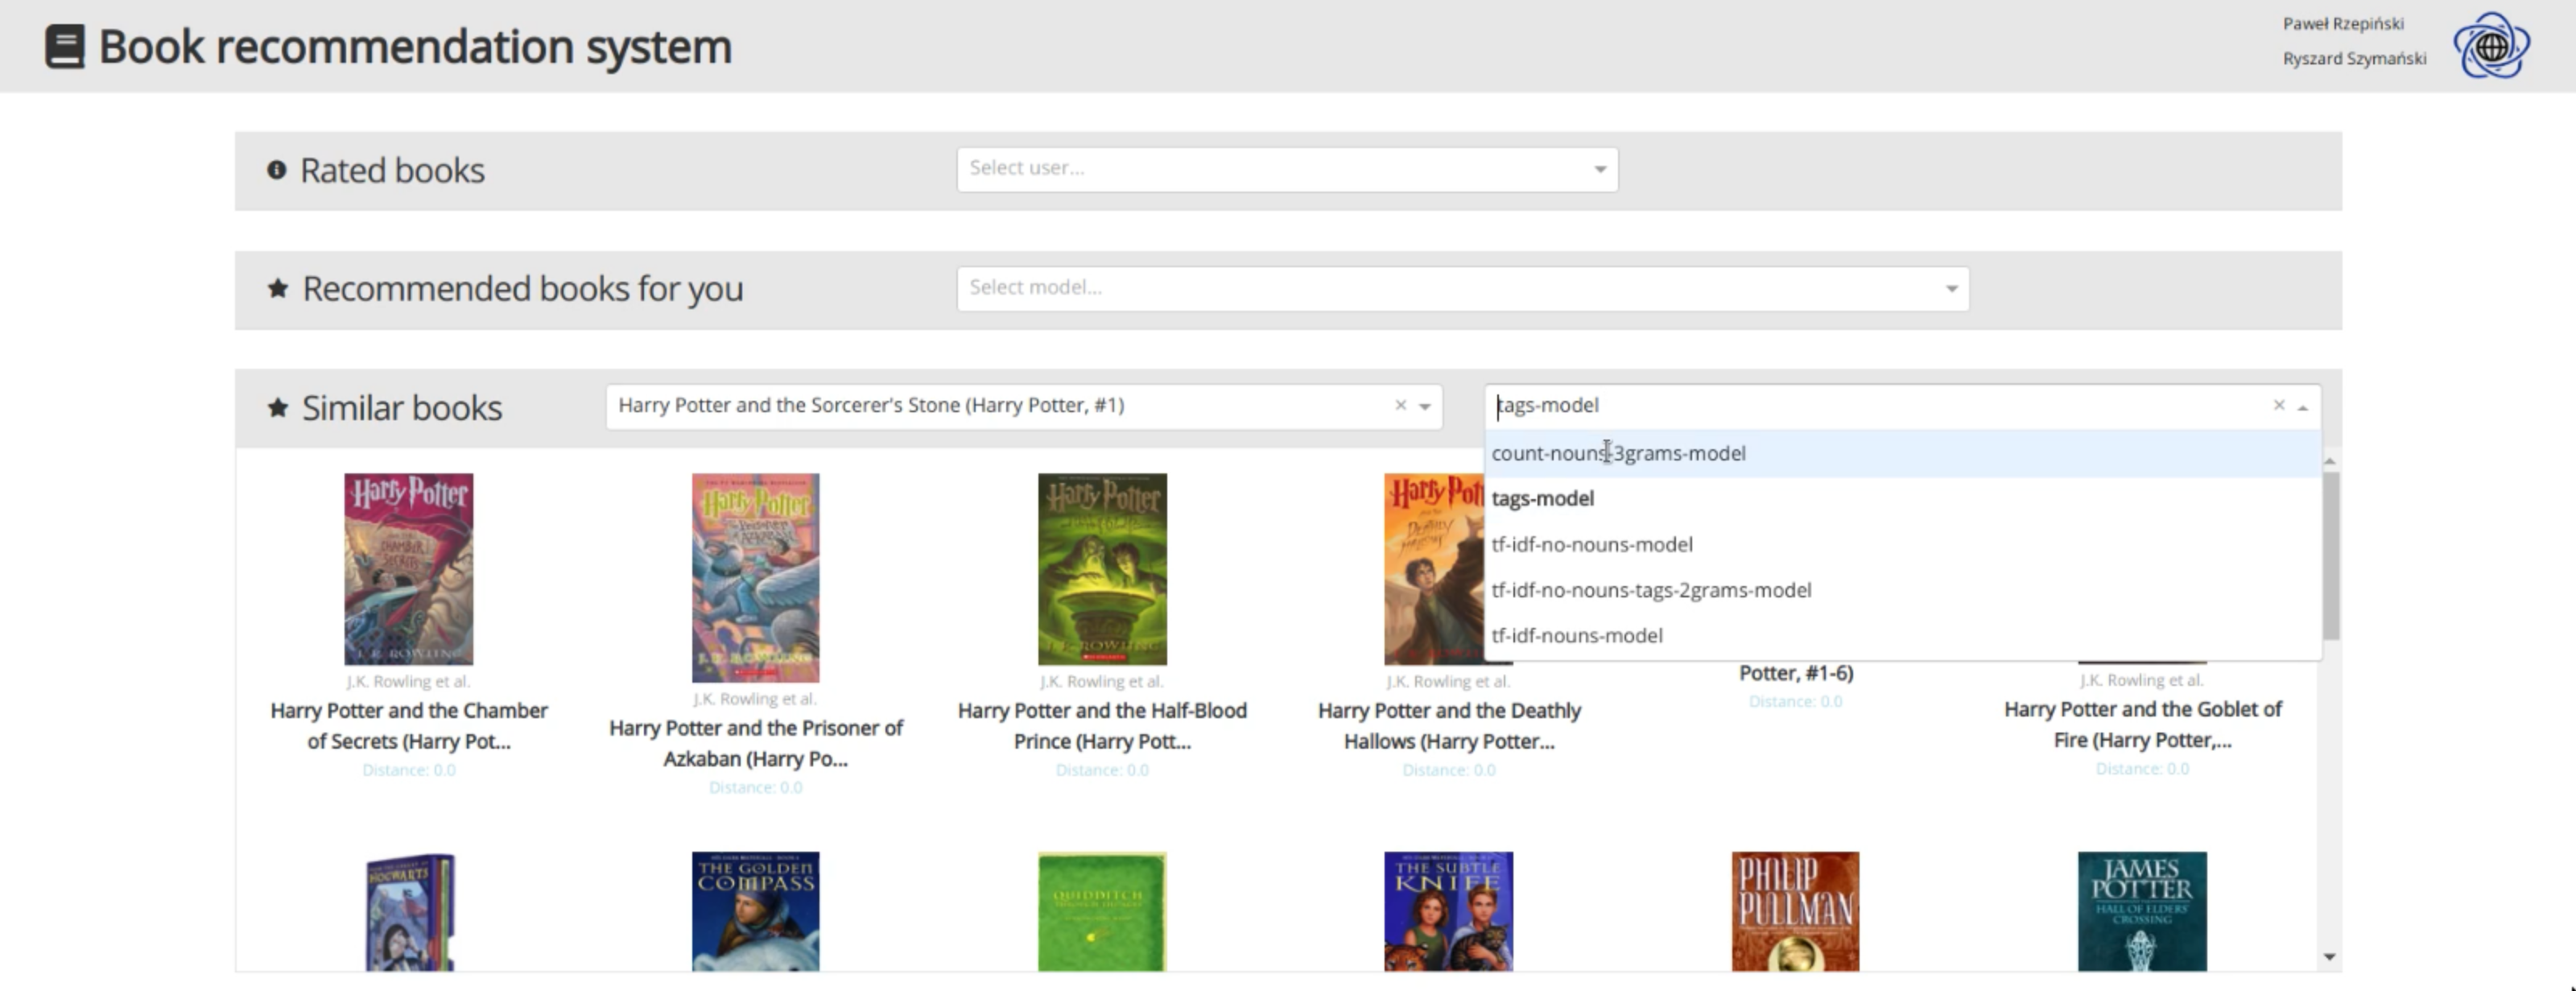 Book recommendation system
Paweł Rzepiński
Ryszard Szymański
Rated books
Select user...
Recommended books for you
Select model...
Similar books
Harry Potter and the Sorcerer's Stone (Harry Potter, #1)
tags-model
count-nouns-3grams-model
tags-model
tf-idf-no-nouns-model
tf-idf-no-nouns-tags-2grams-model
tf-idf-nouns-model
Harry Potter
CHAMBER
SECRETS
J. K. ROWLING
J.K. Rowling et al.
Harry Potter and the Chamber
of Secrets (Harry Pot...
Distance: 0.0
Harry Potter
J.K. Rowling et al.
Harry Potter and the Prisoner of
Azkaban (Harry Po...
Distance: 0.0
Harry Potter
J.K. Rowling et al.
Harry Potter and the Half-Blood
Prince (Harry Pott...
Distance: 0.0
Harry Pot
J.K. Rowling et al.
Harry Potter and the Deathly
Hallows (Harry Potter...
Distance: 0.0
Potter, #1-6)
Distance: 0.0
J.K. Rowling et al.
Harry Potter and the Goblet of
Fire (Harry Potter,...
Distance: 0.0
HOGWARTS
THE GOLDEN
COMPASS
QUIDDITCH
THE SUBTLE
KNIFE
PHILIP
PULLMAN
JAMES
POTTER
HALL OF ELDERS'
CROSSING